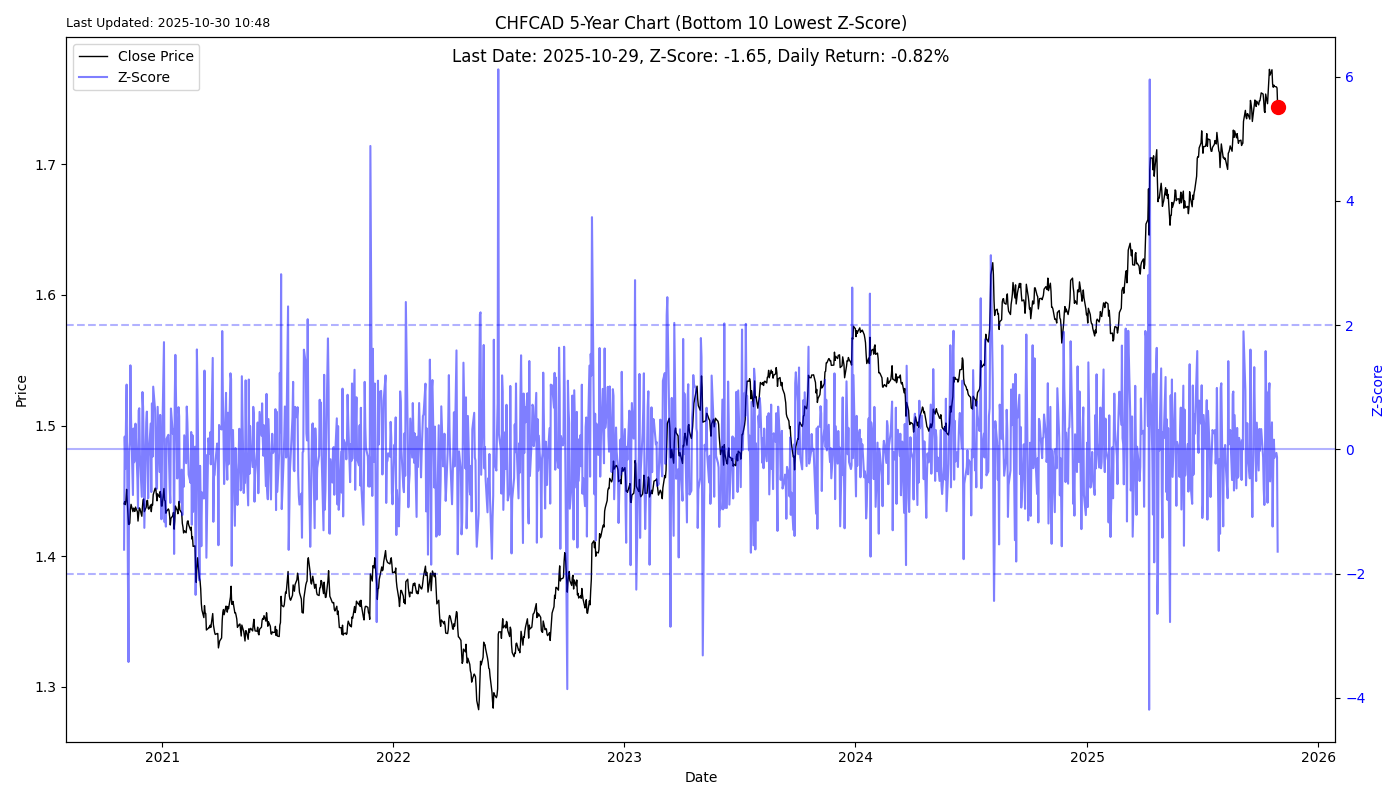 Last Updated: 2025-10-30 10:48
CHFCAD 5-Year Chart (Bottom 10 Lowest Z-Score)
Last Date: 2025-10-29, Z-Score: -1.65, Daily Return: -0.82%
Close Price
Z-Score
Price
1.7
1.6
1.5
1.4
1.3
6
4
2
0
−2
−4
Z-Score
2021
2022
2023
2024
2025
2026
Date